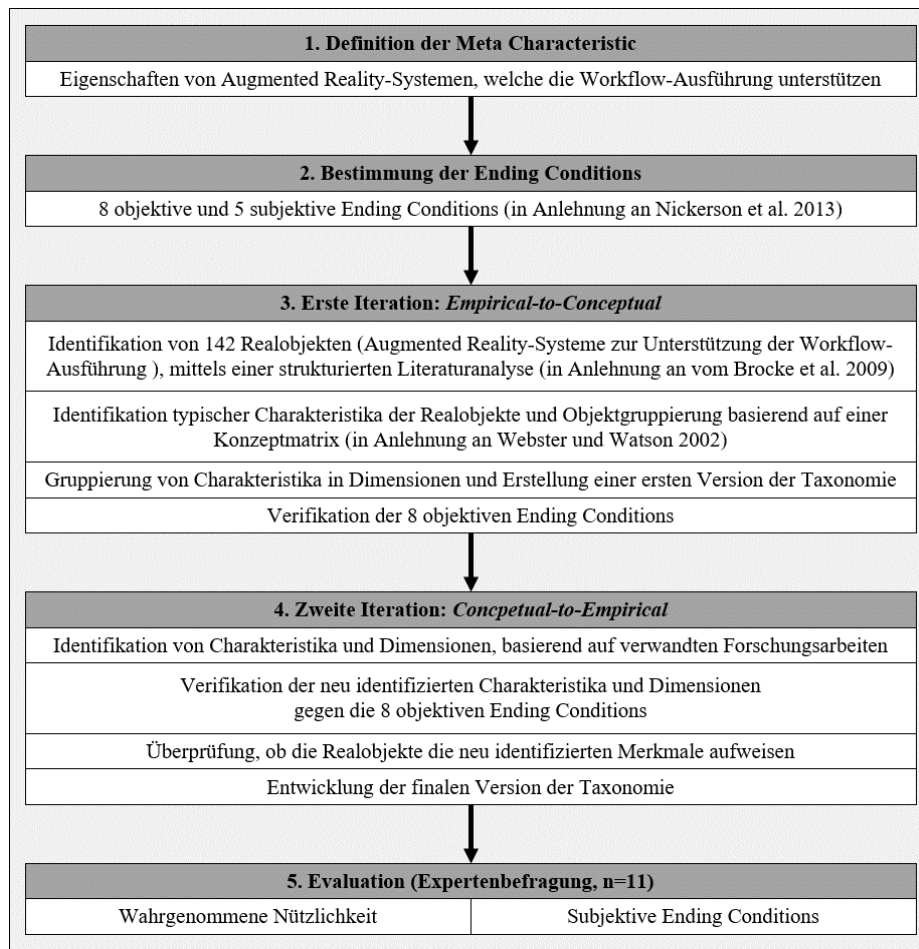 1. Definition der Meta Characteristic
Eigenschaften von Augmented Reality-Systemen, welche die Workflow-Ausführung unterstützen
2. Bestimmung der Ending Conditions
8 objektive und 5 subjektive Ending Conditions (in Anlehnung an Nickerson et al. 2013)
3. Erste Iteration: Empirical-to-Conceptual
Identifikation von 142 Realobjekten (Augmented Reality-Systeme zur Unterstützung der Workflow-
Ausführung ), mittels einer strukturierten Literaturanalyse (in Anlehnung an vom Brocke et al. 2009)
Identifikation typischer Charakteristika der Realobjekte und Objektgruppierung basierend auf einer
Konzeptmatrix (in Anlehnung an Webster und Watson 2002)
Gruppierung von Charakteristika in Dimensionen und Erstellung einer ersten Version der Taxonomie
Verifikation der 8 objektiven Ending Conditions
4. Zweite Iteration: Concpetual-to-Empirical
Identifikation von Charakteristika und Dimensionen, basierend auf verwandten Forschungsarbeiten
Verifikation der neu identifizierten Charakteristika und Dimensionen
gegen die 8 objektiven Ending Conditions
Überprüfung, ob die Realobjekte die neu identifizierten Merkmale aufweisen
Entwicklung der finalen Version der Taxonomie
5. Evaluation (Expertenbefragung, n=11)
Wahrgenommene Nützlichkeit
Subjektive Ending Conditions